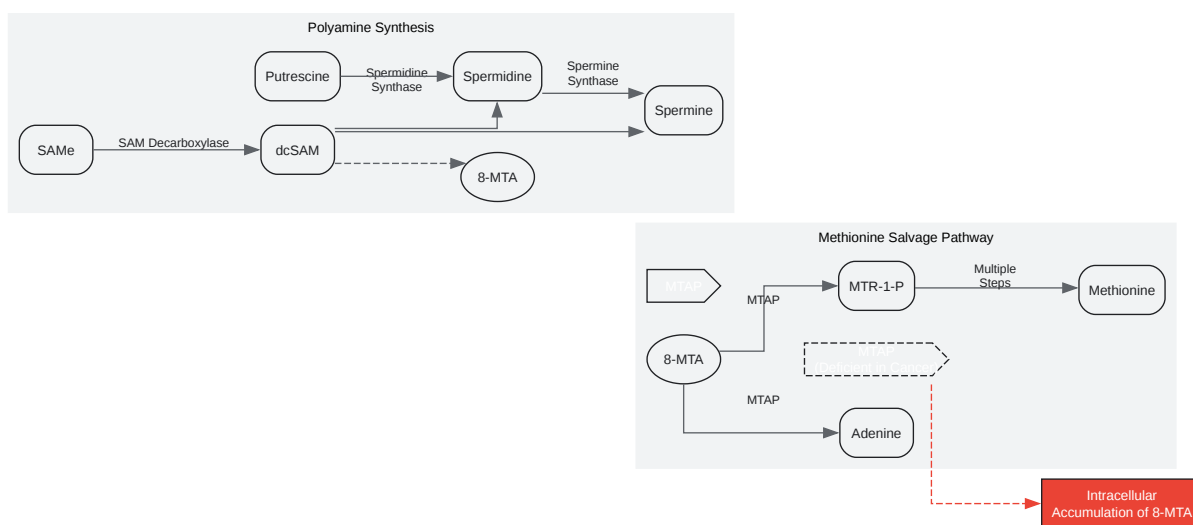 Polyamine Synthesis
Putrescine
Spermidine
Synthase
Spermidine
Spermine
Synthase
Spermine
SAMe
SAM Decarboxylase
dcSAM
8-MTA
Methionine Salvage Pathway
MTAP
MTAP
MTR-1-P
Multiple
Steps
Methionine
8-MTA
MTAP
MTAP
Adenine
Intracellular
Accumulation of 8-MTA